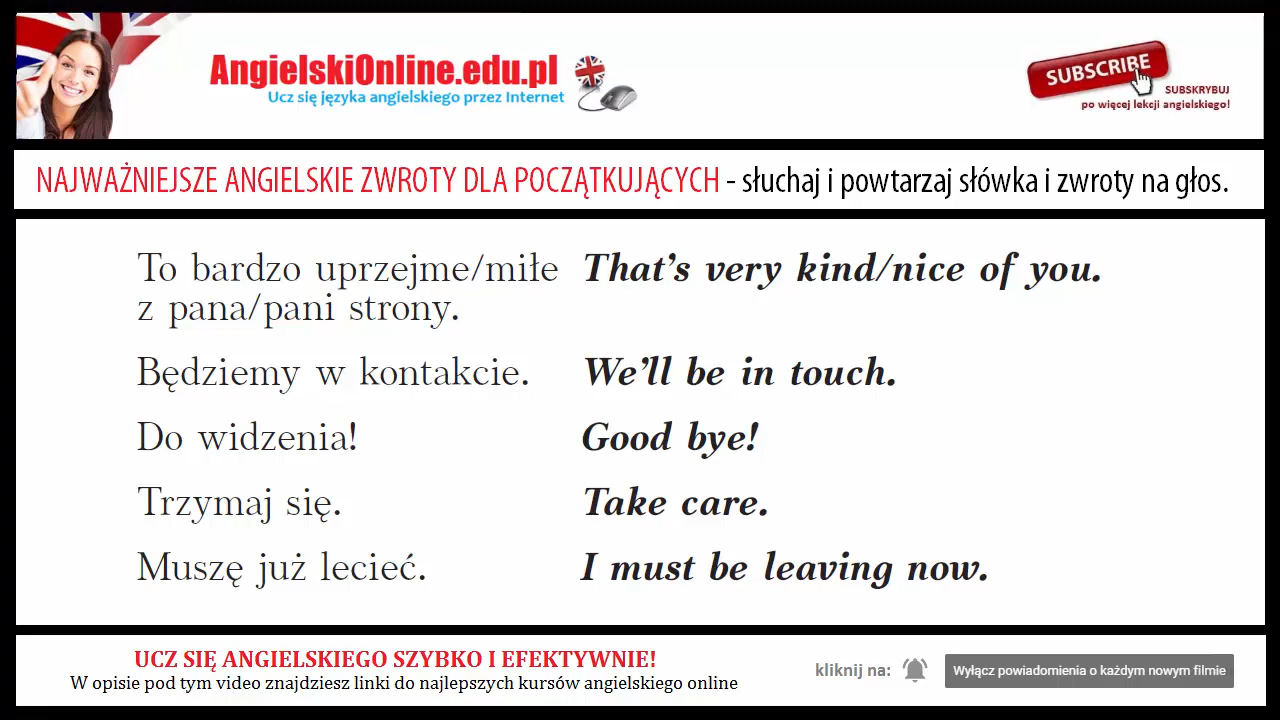 AngielskiOnline.edu.pl
Ucz się języka angielskiego przez Internet
SUBSCRIBE
SUBSKRYBUJ
po więcej lekcji angielskiego!
NAJWAŻNIEJSZE ANGIELSKIE ZWROTY DLA POCZĄTKUJĄCYCH - słuchaj i powtarzaj słówka i zwroty na głos.
To bardzo uprzejme/miłe That's very kind/nice of you.
z pana/pani strony.
Będziemy w kontakcie. We'll be in touch.
Do widzenia! Good bye!
Trzymaj się. Take care.
Muszę już lecieć. I must be leaving now.
UCZ SIĘ ANGIELSKIEGO SZYBKO I EFEKTYWNIE!
W opisie pod tym video znajdziesz linki do najlepszych kursów angielskiego online
kliknij na: Wyłącz powiadomienia o każdym nowym filmie